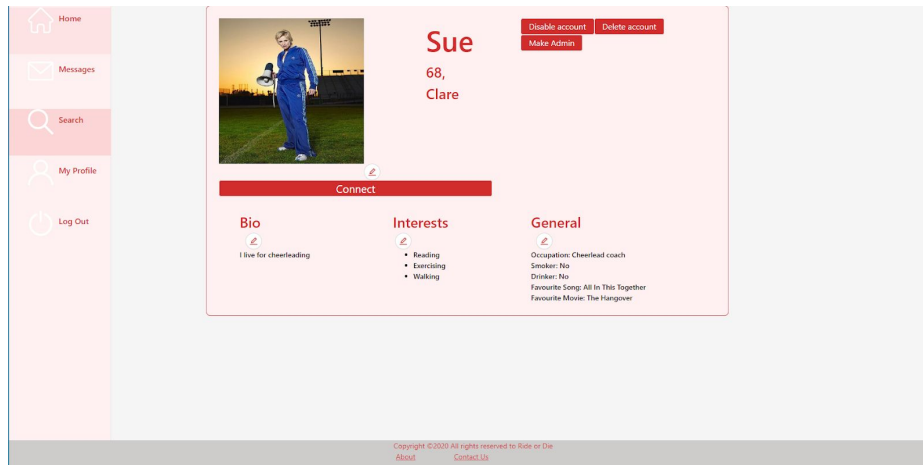 Home
Messages
Search
My Profile
Log Out
Sue
68,
Clare
Disable account
Delete account
Make Admin
Connect
Bio
I live for cheerleading
Interests
Reading
Exercising
Walking
General
Occupation: Cheerlead coach
Smoker: No
Drinker: No
Favourite Song: All In This Together
Favourite Movie: The Hangover
Copyright ©2020 All rights reserved to Ride or Die
About Contact Us